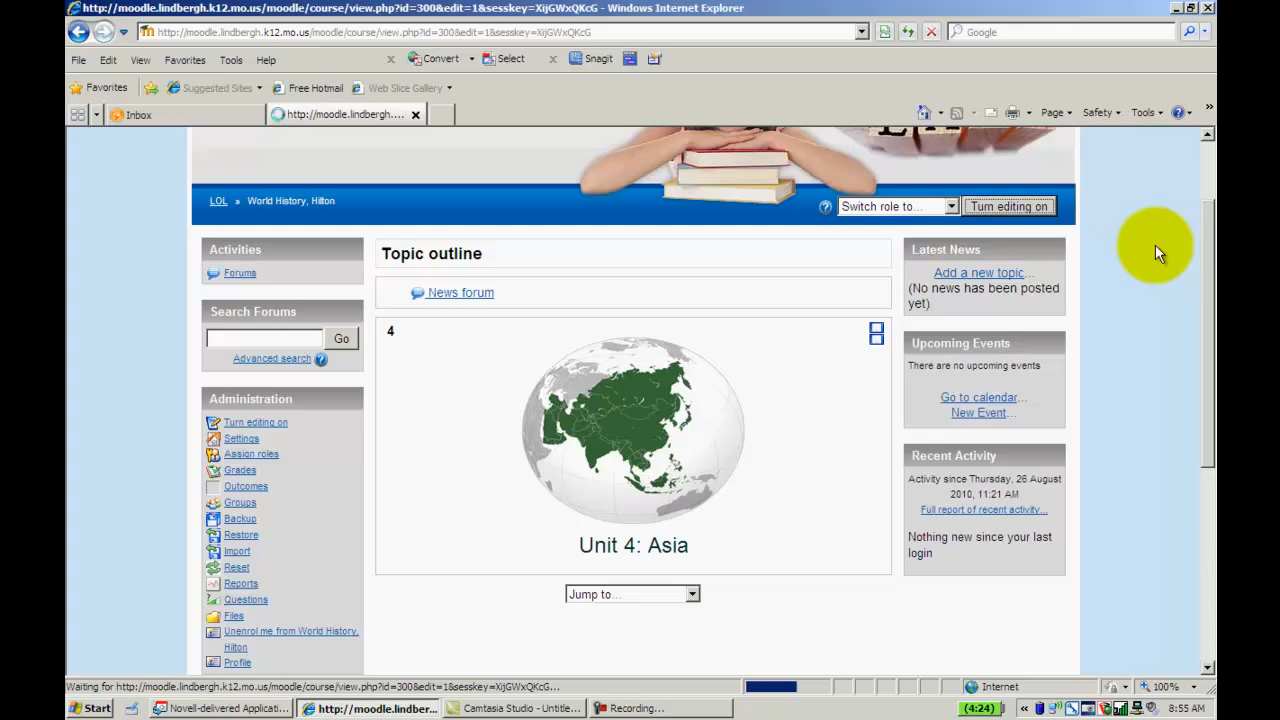 http://moodle.lindbergh.k12.mo.us/moodle/course/view.php?id=300&edit=1&sesskey=XijGWxQKcG - Windows Internet Explorer
http://moodle.lindbergh.k12.mo.us/moodle/course/view.php?id=300&edit=1&sesskey=XijGWxQKcG
Google
File Edit View Favorites Tools Help
x Convert Select x Snagit
Favorites Suggested Sites Free Hotmail Web Slice Gallery
Inbox http://moodle.lindbergh.... Page Safety Tools
LOL » World History, Hilton
Switch role to... Turn editing on
Activities
Forums
Search Forums
Go
Advanced search
Administration
Turn editing on
Settings
Assign roles
Grades
Outcomes
Groups
Backup
Restore
Import
Reset
Reports
Questions
Files
Unenrol me from World History,
Hilton
Profile
Topic outline
News forum
4
Unit 4: Asia
Jump to...
Latest News
Add a new topic...
(No news has been posted
yet)
Upcoming Events
There are no upcoming events
Go to calendar...
New Event...
Recent Activity
Activity since Thursday, 26 August
2010, 11:21 AM
Full report of recent activity...
Nothing new since your last
login
Waiting for http://moodle.lindbergh.k12.mo.us/moodle/course/view.php?id=300&edit=1&sesskey=XijGWxQKcG...
Internet 100%
Start Novell-delivered Applicati... http://moodle.lindber... Camtasia Studio - Untitle... Recording... (4:24) 8:55 AM